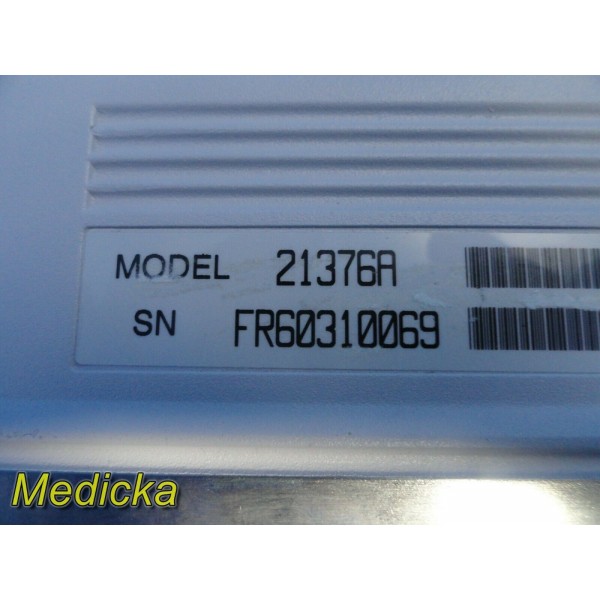 MODEL 21376A
SN FR60310069
Medicka